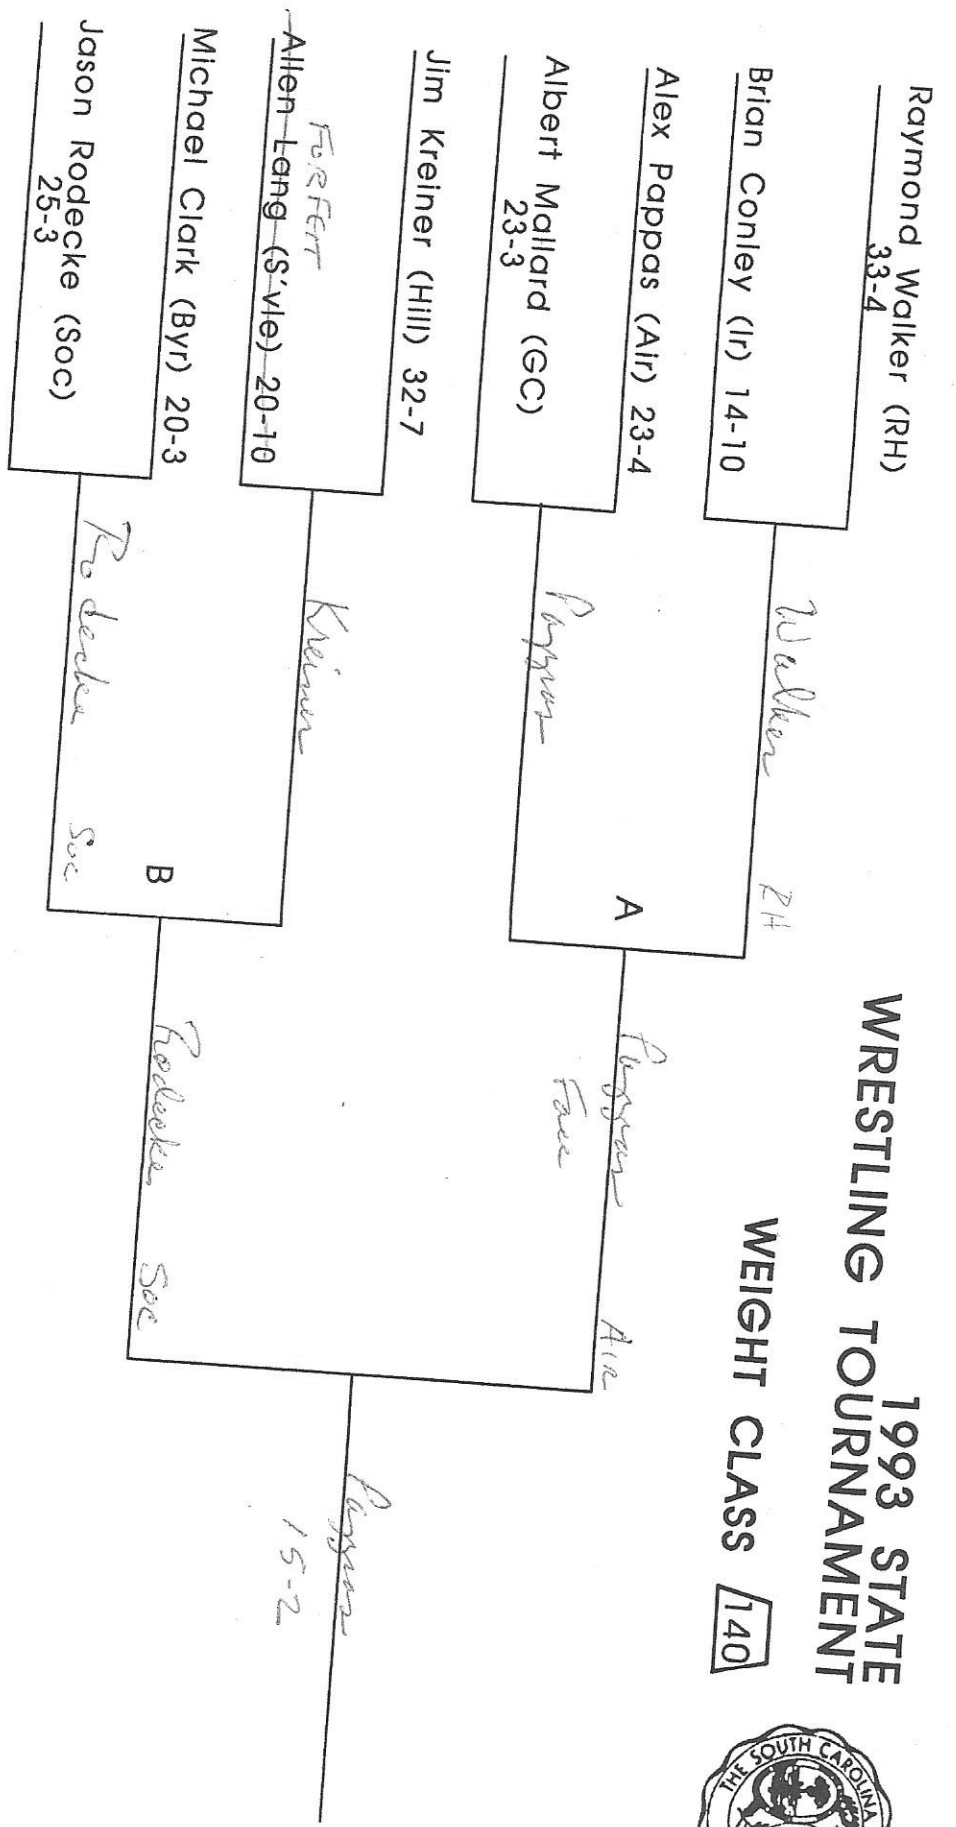 1993 STATE
WRESTLING TOURNAMENT
WEIGHT CLASS 140
THE SOUTH CAROLINA
Raymond Walker (RH)
33-4
Brian Conley (Ir) 14-10
Alex Pappas (Air) 23-4
Albert Mallard (GC)
23-3
Jim Kreiner (Hill) 32-7
FORFEIT
Allen Lang (S'vle) 20-10
Michael Clark (Byr) 20-3
Jason Rodecke (Soc)
25-3
Walker RH
Pappas
Kreiner
Rodecke Soc
A
B
Pappas Air
Rodecke Soc
Pappas
15-2